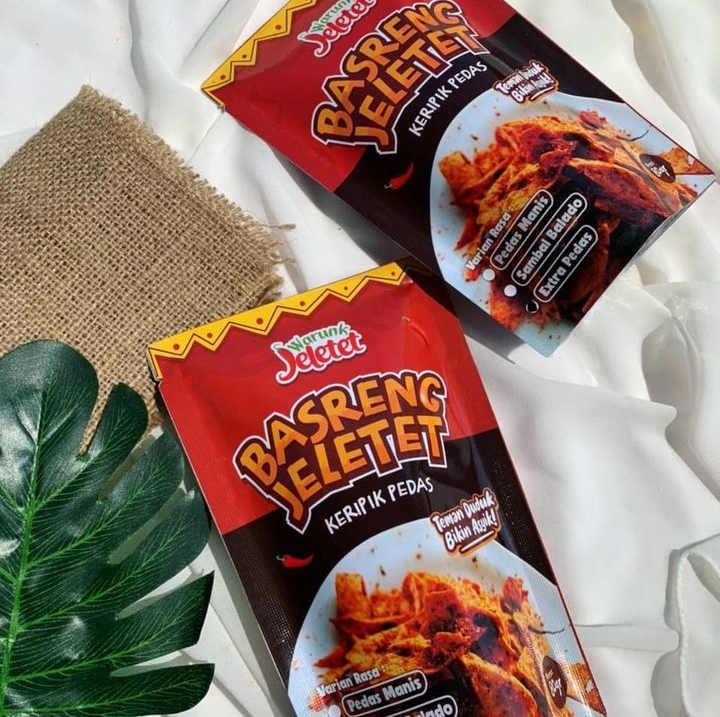 Warunk
Jeletet
BASRENG
JELETET
KERIPIK PEDAS
Teman Duduk
Bikin Asyik!
Varian Rasa
Pedas Manis
Sambal Balado
Extra Pedas
Warunk
Jeletet
BASRENG
JELETET
KERIPIK PEDAS
Teman Duduk
Bikin Asyik!
Varian Rasa :
Pedas Manis